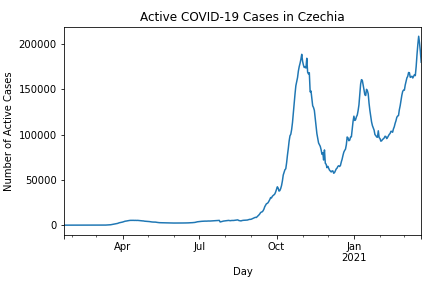 Active COVID-19 Cases in Czechia
Number of Active Cases
200000
150000
100000
50000
0
Apr
Jul
Oct
Jan
2021
Day